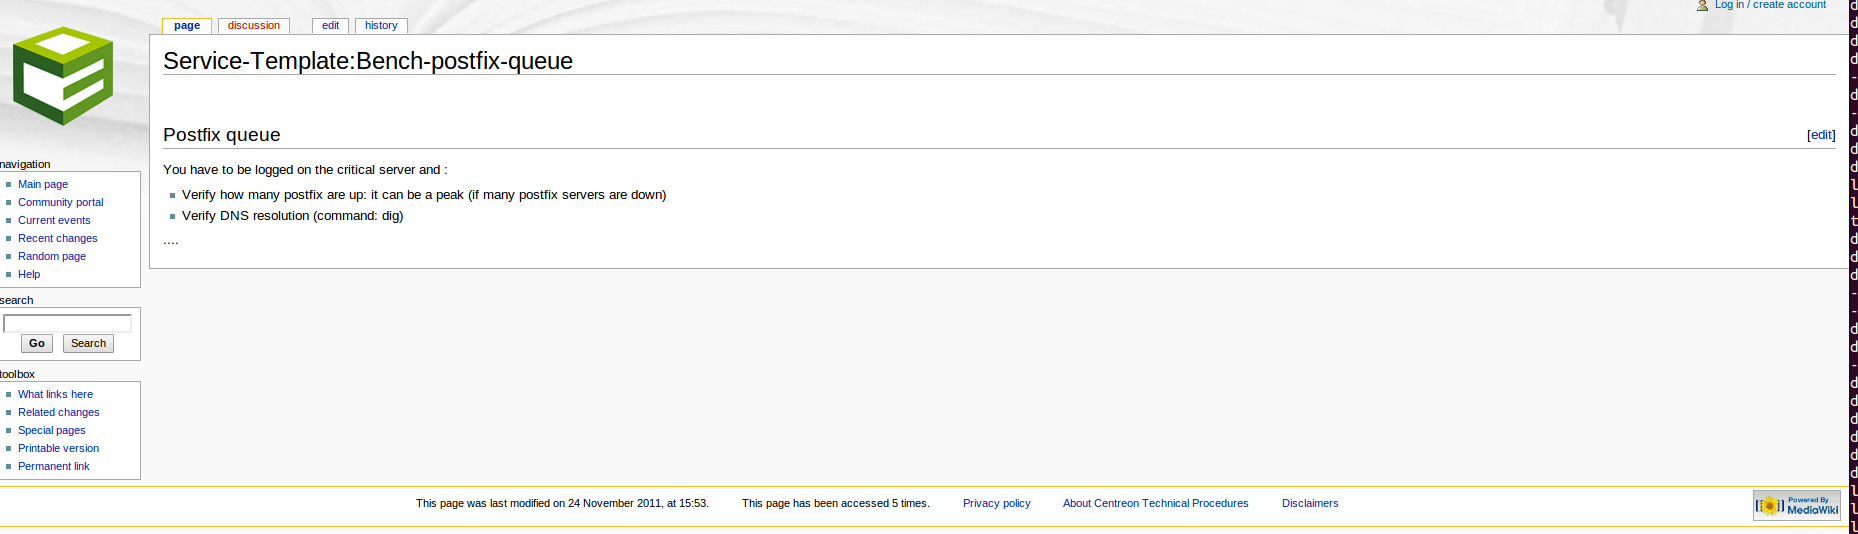 Log in / create account
page discussion edit history
Service-Template:Bench-postfix-queue
Postfix queue [edit]
You have to be logged on the critical server and :
Verify how many postfix are up: it can be a peak (if many postfix servers are down)
Verify DNS resolution (command: dig)
....
navigation
Main page
Community portal
Current events
Recent changes
Random page
Help
search
Go Search
toolbox
What links here
Related changes
Special pages
Printable version
Permanent link
This page was last modified on 24 November 2011, at 15:53. This page has been accessed 5 times. Privacy policy About Centreon Technical Procedures Disclaimers
Powered By
MediaWiki